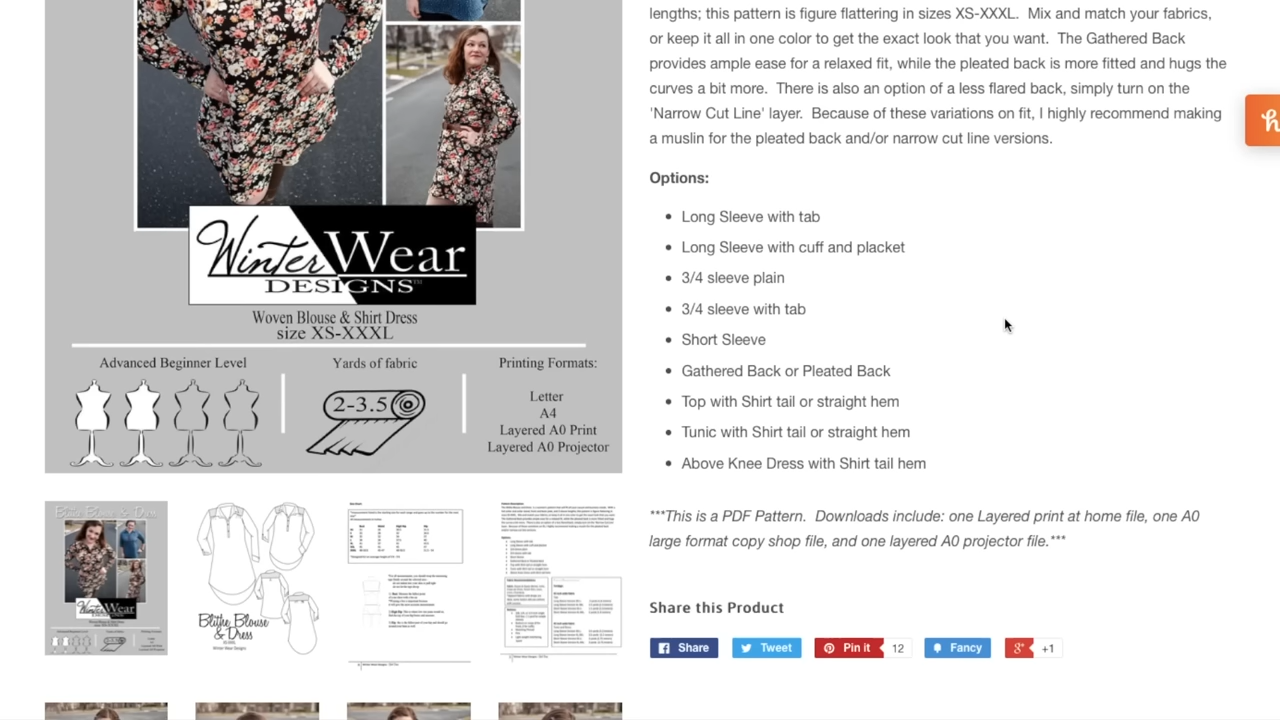 lengths; this pattern is figure flattering in sizes XS-XXXL. Mix and match your fabrics,
or keep it all in one color to get the exact look that you want. The Gathered Back
provides ample ease for a relaxed fit, while the pleated back is more fitted and hugs the
curves a bit more. There is also an option of a less flared back, simply turn on the
'Narrow Cut Line' layer. Because of these variations on fit, I highly recommend making
a muslin for the pleated back and/or narrow cut line versions.
Options:
Long Sleeve with tab
Long Sleeve with cuff and placket
3/4 sleeve plain
3/4 sleeve with tab
Short Sleeve
Gathered Back or Pleated Back
Top with Shirt tail or straight hem
Tunic with Shirt tail or straight hem
Above Knee Dress with Shirt tail hem
***This is a PDF Pattern. Downloads include one layered print at home file, one A0
large format copy shop file, and one layered A0 projector file.***
Share this Product
Share
Tweet
Pin it 12
Fancy
+1
h
Winter Wear
DESIGNS
Woven Blouse & Shirt Dress
size XS-XXXL
Advanced Beginner Level
Yards of fabric
2-3.5
Printing Formats:
Letter
A4
Layered A0 Print
Layered A0 Projector
Blythe Blouse
& Dress
Winter Wear Designs